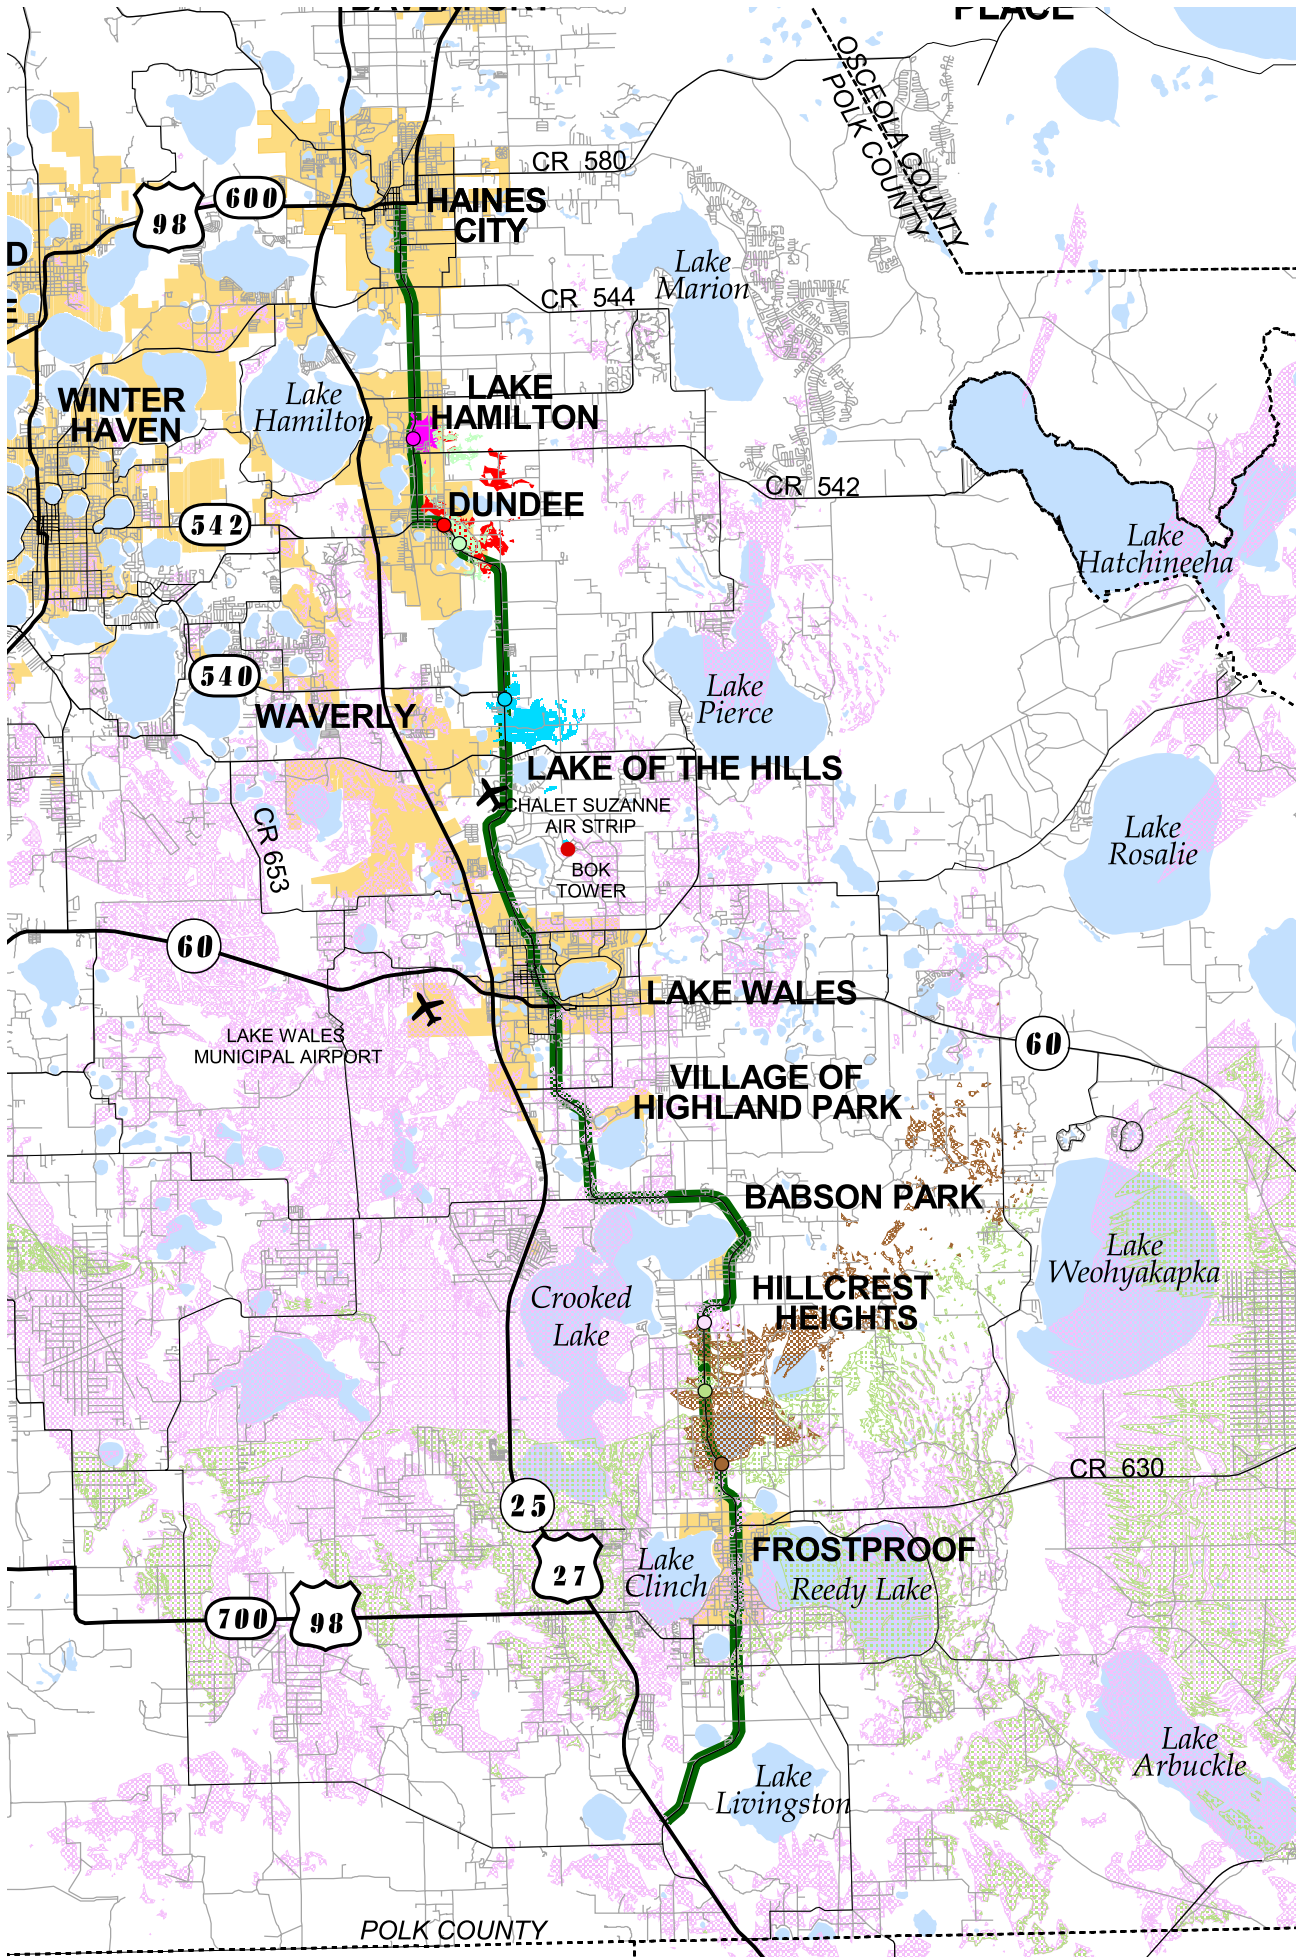 DAVENPORT
PLACE
OSCEOLA COUNTY
POLK COUNTY
CR 580
600
98
HAINES
CITY
D
E
Lake
Marion
CR 544
WINTER
HAVEN
Lake
Hamilton
LAKE
HAMILTON
CR 542
DUNDEE
542
Lake
Hatchineeha
540
WAVERLY
Lake
Pierce
LAKE OF THE HILLS
CHALET SUZANNE
AIR STRIP
CR 653
BOK
TOWER
Lake
Rosalie
60
LAKE WALES
LAKE WALES
MUNICIPAL AIRPORT
60
VILLAGE OF
HIGHLAND PARK
BABSON PARK
Lake
Weohyakapka
Crooked
Lake
HILLCREST
HEIGHTS
CR 630
25
27
Lake
Clinch
FROSTPROOF
Reedy Lake
700
98
Lake
Arbuckle
Lake
Livingston
POLK COUNTY